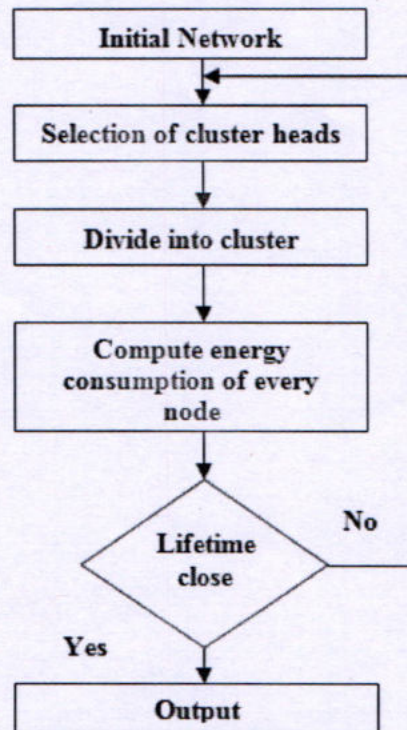 Initial Network
Selection of cluster heads
Divide into cluster
Compute energy
consumption of every
node
Lifetime
close
No
Yes
Output